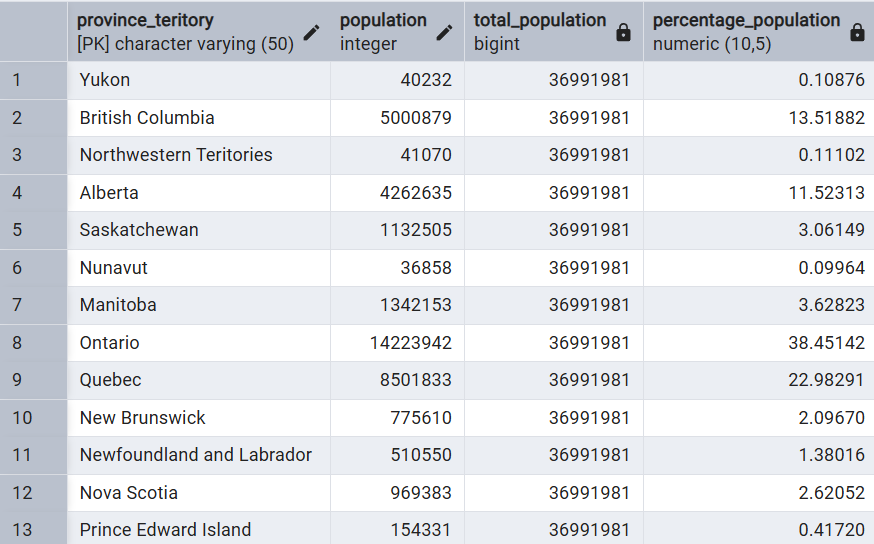 province_teritory population total_population percentage_population
[PK] character varying (50) integer bigint numeric (10,5)
1 Yukon 40232 36991981 0.10876
2 British Columbia 5000879 36991981 13.51882
3 Northwestern Teritories 41070 36991981 0.11102
4 Alberta 4262635 36991981 11.52313
5 Saskatchewan 1132505 36991981 3.06149
6 Nunavut 36858 36991981 0.09964
7 Manitoba 1342153 36991981 3.62823
8 Ontario 14223942 36991981 38.45142
9 Quebec 8501833 36991981 22.98291
10 New Brunswick 775610 36991981 2.09670
11 Newfoundland and Labrador 510550 36991981 1.38016
12 Nova Scotia 969383 36991981 2.62052
13 Prince Edward Island 154331 36991981 0.41720